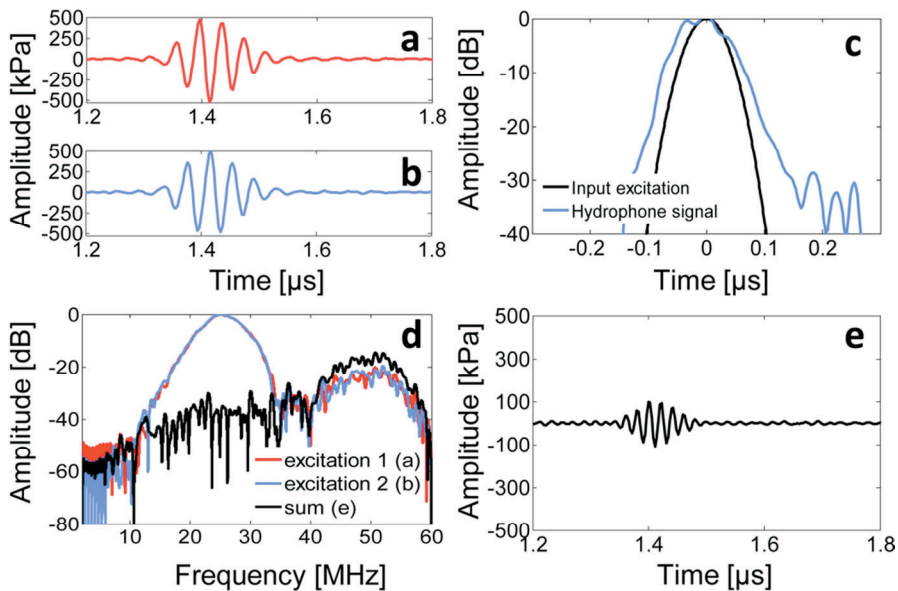 a
500
250
0
-250
-500
1.2
1.4
1.6
1.8
b
500
250
0
-250
-500
1.2
1.4
1.6
1.8
Amplitude [kPa]
Time [µs]
c
0
-10
-20
-30
-40
-0.2
-0.1
0
0.1
0.2
Input excitation
Hydrophone signal
Amplitude [dB]
Time [µs]
d
0
-20
-40
-60
-80
10
20
30
40
50
60
excitation 1 (a)
excitation 2 (b)
sum (e)
Amplitude [dB]
Frequency [MHz]
e
500
300
100
-100
-300
-500
1.2
1.4
1.6
1.8
Amplitude [kPa]
Time [µs]